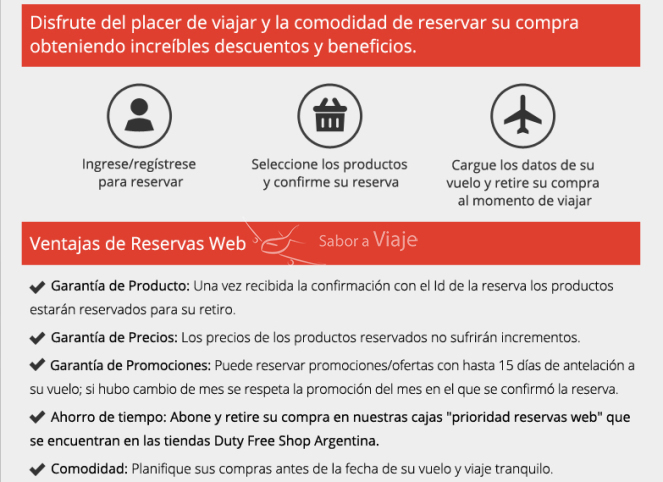 Disfrute del placer de viajar y la comodidad de reservar su compra
obteniendo increíbles descuentos y beneficios.
Ingrese/regístrese
para reservar
Seleccione los productos
y confirme su reserva
Cargue los datos de su
vuelo y retire su compra
al momento de viajar
Ventajas de Reservas Web
Sabor a Viaje
Garantía de Producto: Una vez recibida la confirmación con el Id de la reserva los productos
estarán reservados para su retiro.
Garantía de Precios: Los precios de los productos reservados no sufrirán incrementos.
Garantía de Promociones: Puede reservar promociones/ofertas con hasta 15 días de antelación a
su vuelo; si hubo cambio de mes se respeta la promoción del mes en el que se confirmó la reserva.
Ahorro de tiempo: Abone y retire su compra en nuestras cajas "prioridad reservas web" que
se encuentran en las tiendas Duty Free Shop Argentina.
Comodidad: Planifique sus compras antes de la fecha de su vuelo y viaje tranquilo.